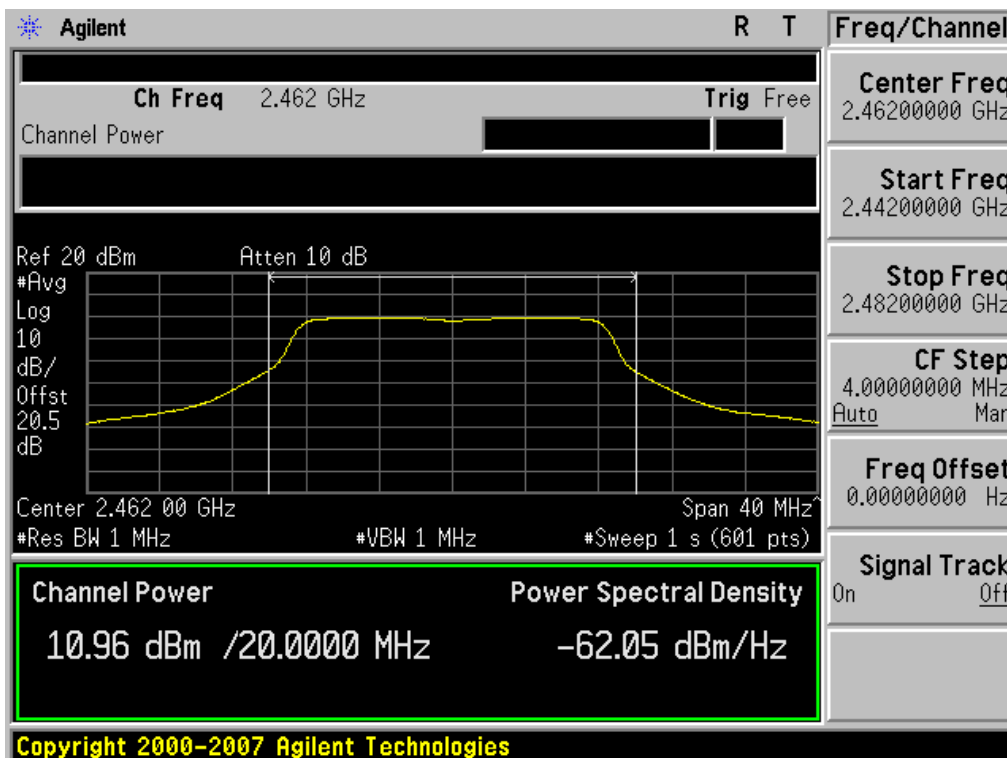 Agilent R T
Ch Freq 2.462 GHz Trig Free
Channel Power
Ref 20 dBm Atten 10 dB
#Avg
Log
10
dB/
Offst
20.5
dB
Center 2.462 00 GHz Span 40 MHz^
#Res BW 1 MHz #VBW 1 MHz #Sweep 1 s (601 pts)
Channel Power Power Spectral Density
10.96 dBm /20.0000 MHz -62.05 dBm/Hz
Copyright 2000-2007 Agilent Technologies
Freq/Channel
Center Freq
2.46200000 GHz
Start Freq
2.44200000 GHz
Stop Freq
2.48200000 GHz
CF Step
4.00000000 MHz
Auto Man
Freq Offset
0.00000000 Hz
Signal Track
On Off